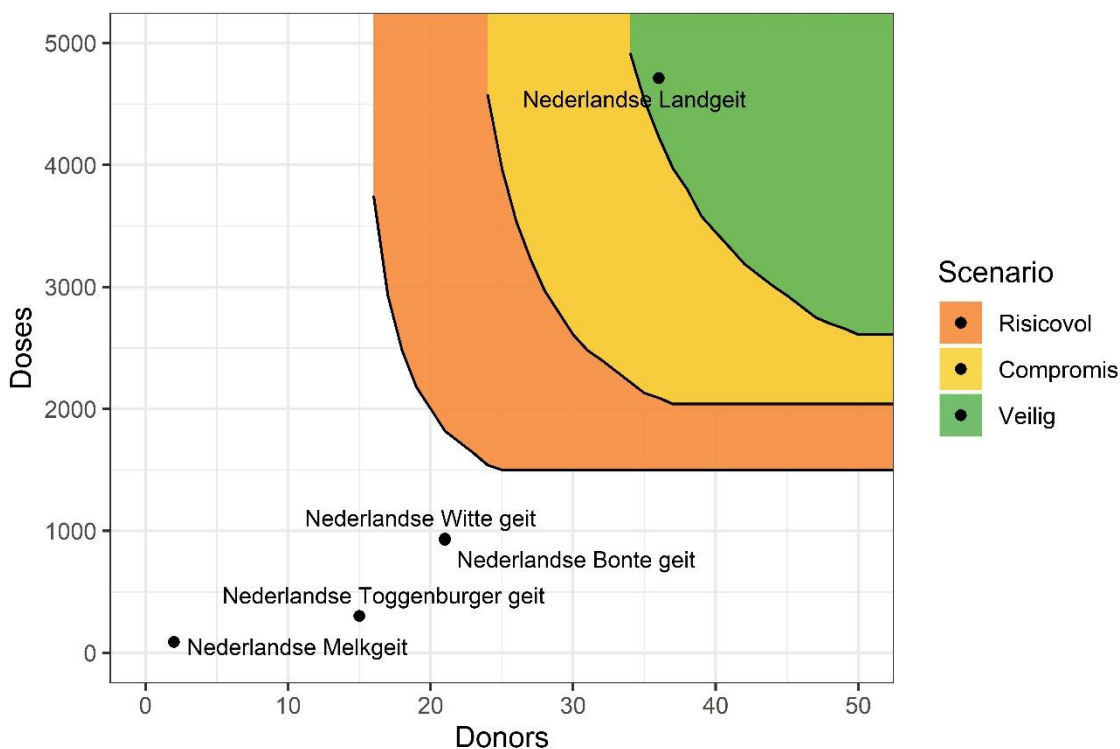 5000
4000
3000
2000
1000
0
Doses
Nederlandse Landgeit
Nederlandse Witte geit
Nederlandse Bonte geit
Nederlandse Toggenburger geit
Nederlandse Melkgeit
0 10 20 30 40 50
Donors
Scenario
Risicovol
Compromis
Veilig